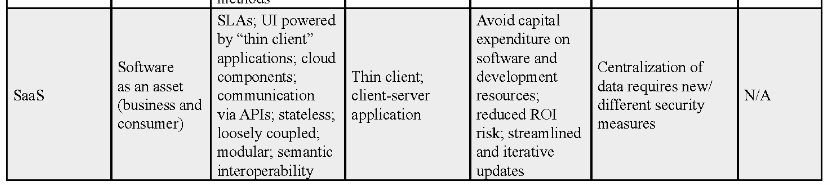 methods
SaaS
Software
as an asset
(business and
consumer)
SLAs; UI powered
by “thin client”
applications; cloud
components;
communication
via APIs; stateless;
loosely coupled;
modular; semantic
interoperability
Thin client;
client-server
application
Avoid capital
expenditure on
software and
development
resources;
reduced ROI
risk; streamlined
and iterative
updates
Centralization of
data requires new/
different security
measures
N/A